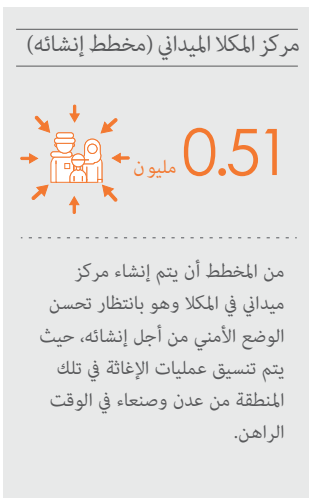 مركز المكلا الميداني (مخطط إنشائه)
0.51 مليون
من المخطط أن يتم إنشاء مركز
ميداني في المكلا وهو بانتظار تحسن
الوضع الأمني من أجل إنشائه، حيث
يتم تنسيق عمليات الإغاثة في تلك
المنطقة من عدن وصنعاء في الوقت
الراهن.